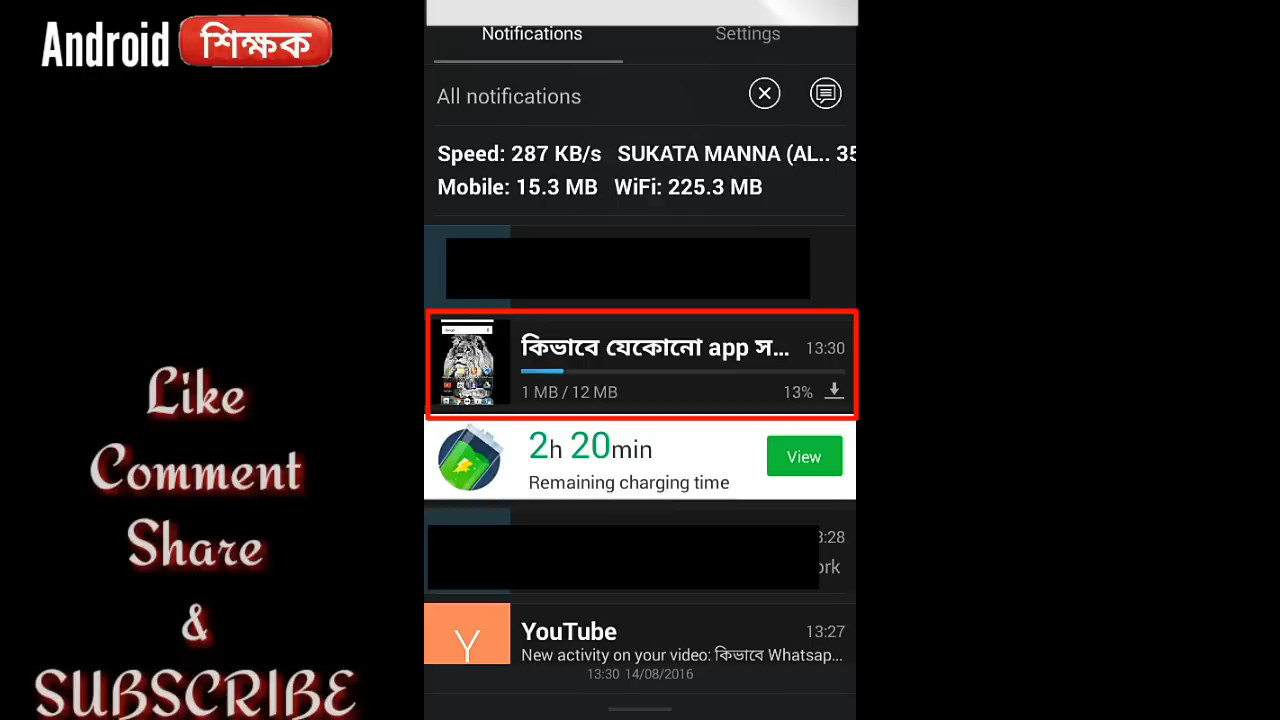 Android শিক্ষক
Notifications Settings
All notifications
Speed: 287 KB/s SUKATA MANNA (AL.. 35
Mobile: 15.3 MB WiFi: 225.3 MB
কিভাবে যেকোনো app স... 13:30
1 MB / 12 MB 13%
2h 20min
Remaining charging time
View
3:28
ork
Y
YouTube 13:27
New activity on your video: কিভাবে Whatsap...
13:30 14/08/2016
Like
Comment
Share
&
SUBSCRIBE